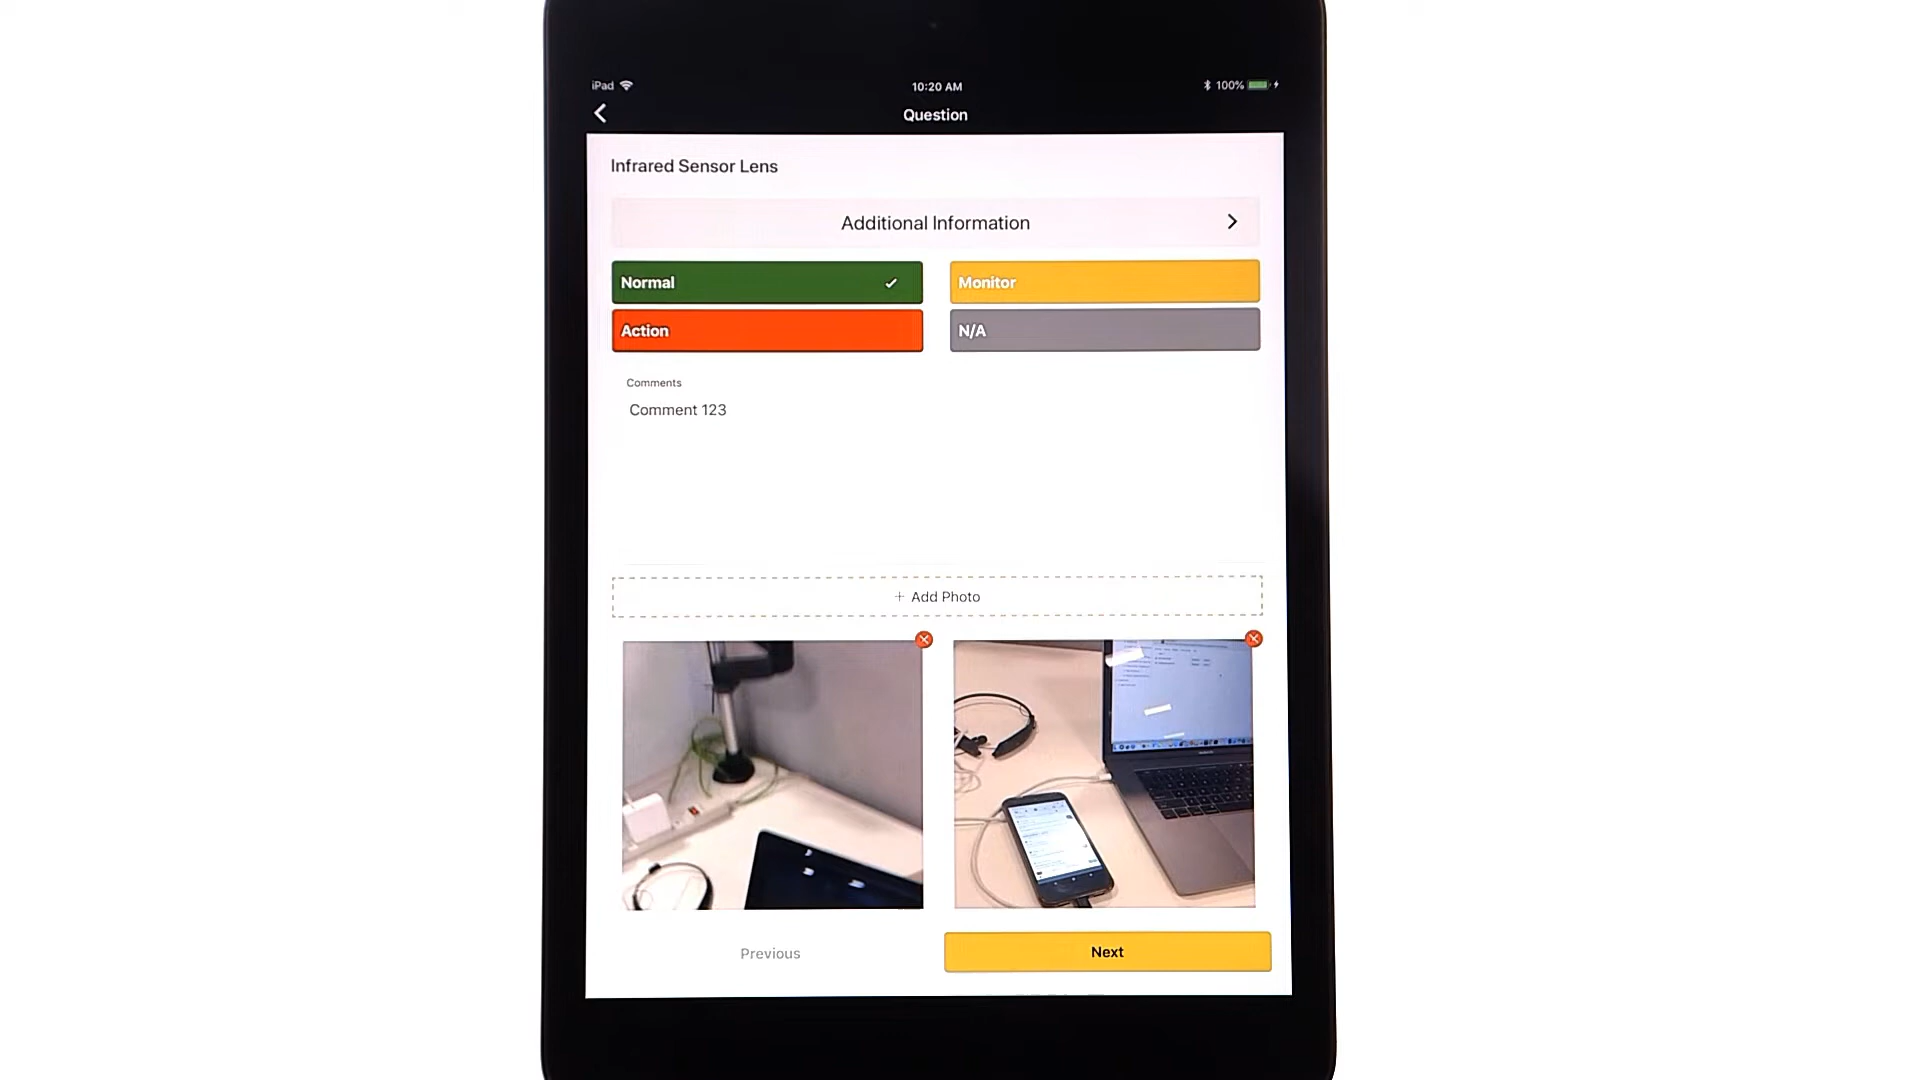 iPad 10:20 AM 100%
Question
Infrared Sensor Lens
Additional Information
Normal Monitor
Action N/A
Comments
Comment 123
+ Add Photo
Previous Next